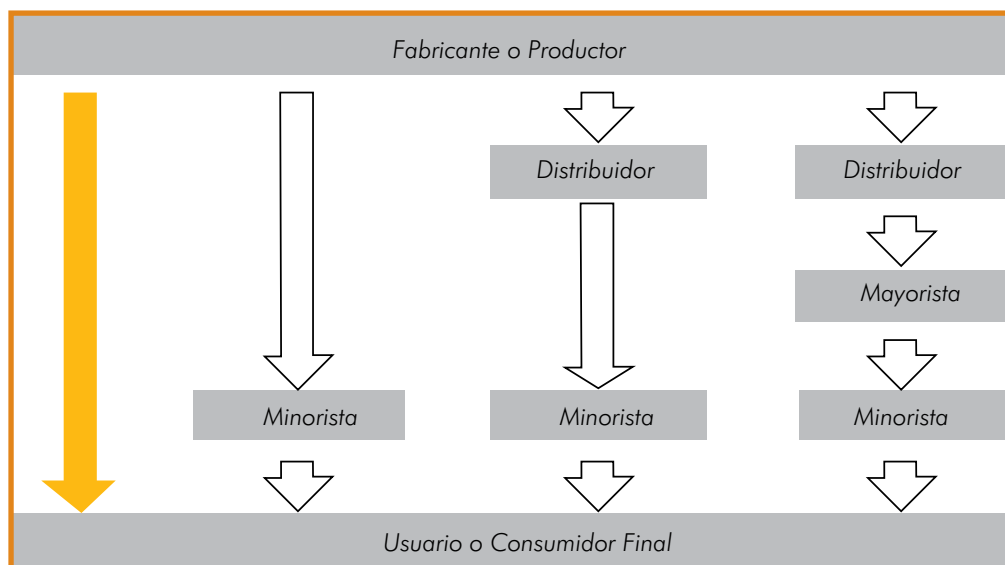 Fabricante o Productor
Distribuidor
Distribuidor
Mayorista
Minorista
Minorista
Minorista
Usuario o Consumidor Final